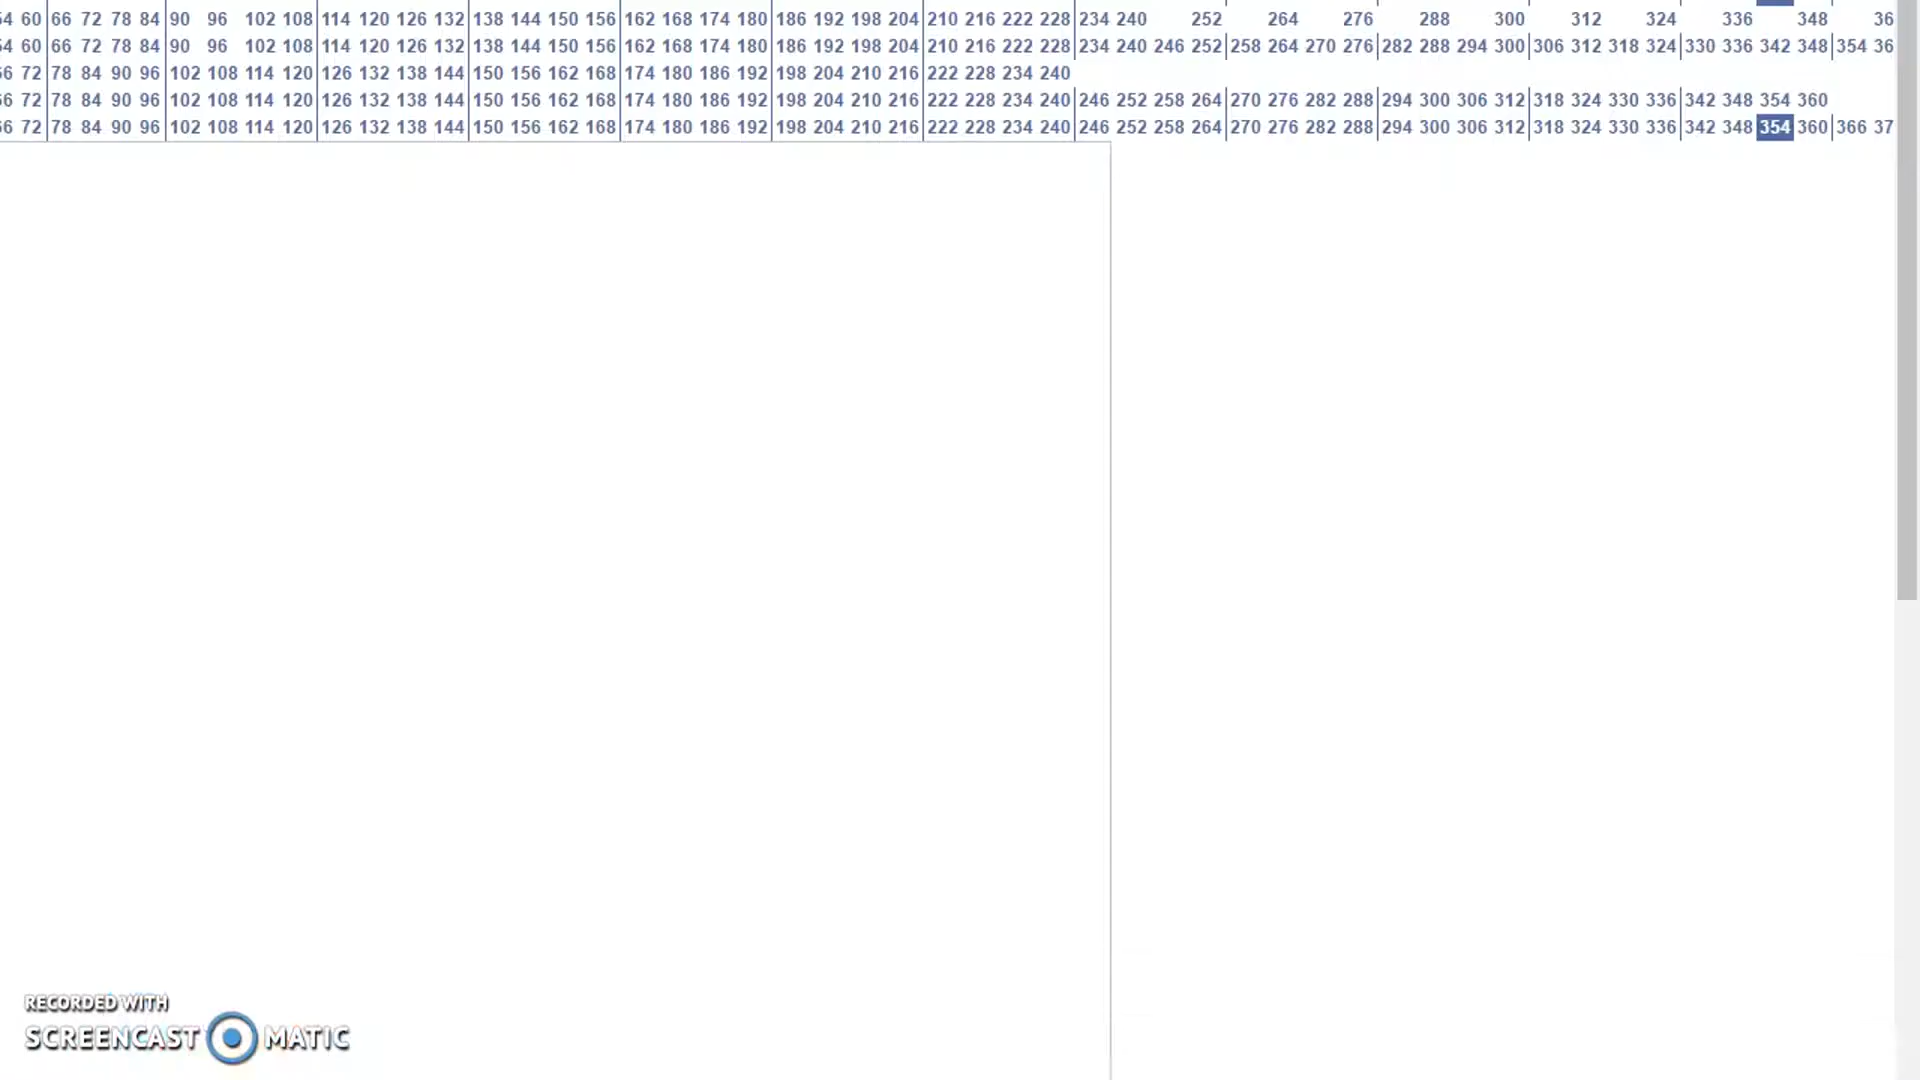 60 66 72 78 84 90 96 102 108 114 120 126 132 138 144 150 156 162 168 174 180 186 192 198 204 210 216 222 228 234 240 252 264 276 288 300 312 324 336 348 36
60 66 72 78 84 90 96 102 108 114 120 126 132 138 144 150 156 162 168 174 180 186 192 198 204 210 216 222 228 234 240 246 252 258 264 270 276 282 288 294 300 306 312 318 324 330 336 342 348 354 36
72 78 84 90 96 102 108 114 120 126 132 138 144 150 156 162 168 174 180 186 192 198 204 210 216 222 228 234 240
72 78 84 90 96 102 108 114 120 126 132 138 144 150 156 162 168 174 180 186 192 198 204 210 216 222 228 234 240 246 252 258 264 270 276 282 288 294 300 306 312 318 324 330 336 342 348 354 360
72 78 84 90 96 102 108 114 120 126 132 138 144 150 156 162 168 174 180 186 192 198 204 210 216 222 228 234 240 246 252 258 264 270 276 282 288 294 300 306 312 318 324 330 336 342 348 354 360 366 37
RECORDED WITH
SCREENCAST MATIC